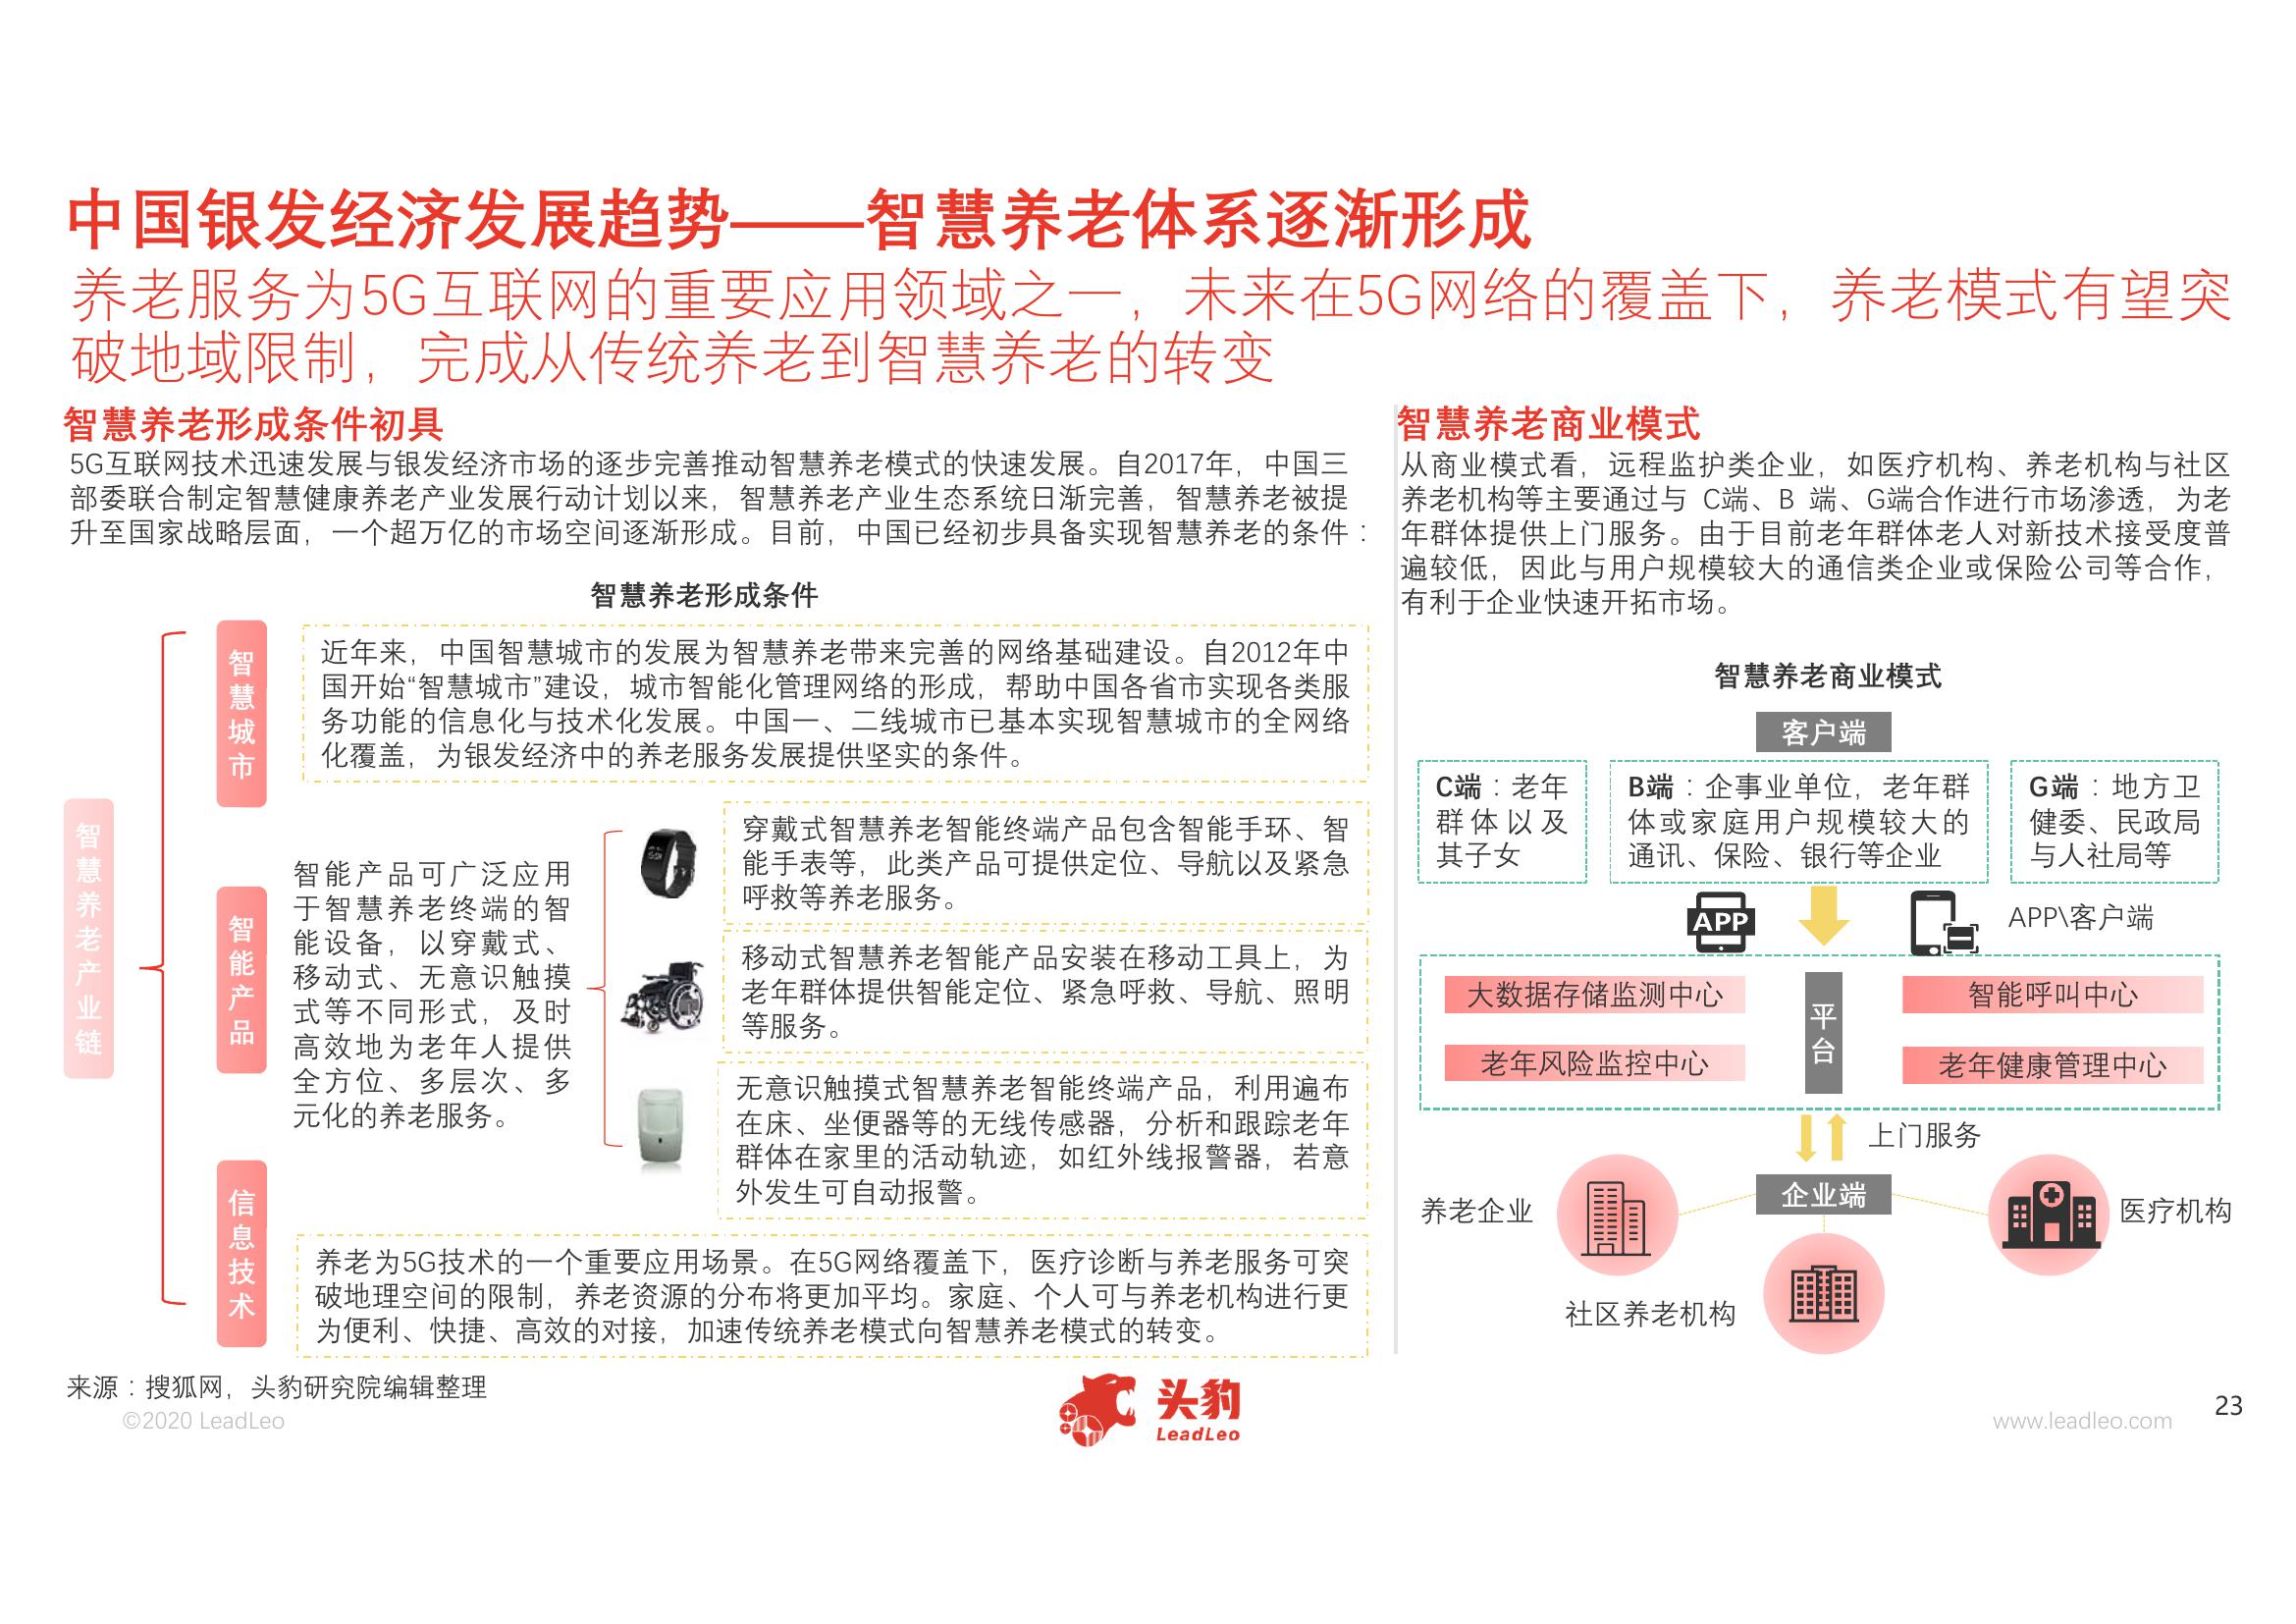 中国银发经济发展趋势——智慧养老体系逐渐形成
养老服务为5G互联网的重要应用领域之一，未来在5G网络的覆盖下，养老模式有望突
破地域限制，完成从传统养老到智慧养老的转变
智慧养老形成条件初具
5G互联网技术迅速发展与银发经济市场的逐步完善推动智慧养老模式的快速发展。自2017年，中国三
部委联合制定智慧健康养老产业发展行动计划以来，智慧养老产业生态系统日渐完善，智慧养老被提
升至国家战略层面，一个超万亿的市场空间逐渐形成。目前，中国已经初步具备实现智慧养老的条件：
智慧养老形成条件
智慧养老产业链
智慧城市
近年来，中国智慧城市的发展为智慧养老带来完善的网络基础建设。自2012年中
国开始“智慧城市”建设，城市智能化管理网络的形成，帮助中国各省市实现各类服
务功能的信息化与技术化发展。中国一、二线城市已基本实现智慧城市的全网络
化覆盖，为银发经济中的养老服务发展提供坚实的条件。
智能产品
智能产品可广泛应用
于智慧养老终端的智
能设备，以穿戴式、
移动式、无意识触摸
式等不同形式，及时
高效地为老年人提供
全方位、多层次、多
元化的养老服务。
穿戴式智慧养老智能终端产品包含智能手环、智
能手表等，此类产品可提供定位、导航以及紧急
呼救等养老服务。
移动式智慧养老智能产品安装在移动工具上，为
老年群体提供智能定位、紧急呼救、导航、照明
等服务。
无意识触摸式智慧养老智能终端产品，利用遍布
在床、坐便器等的无线传感器，分析和跟踪老年
群体在家里的活动轨迹，如红外线报警器，若意
外发生可自动报警。
信息技术
养老为5G技术的一个重要应用场景。在5G网络覆盖下，医疗诊断与养老服务可突
破地理空间的限制，养老资源的分布将更加平均。家庭、个人可与养老机构进行更
为便利、快捷、高效的对接，加速传统养老模式向智慧养老模式的转变。
智慧养老商业模式
从商业模式看，远程监护类企业，如医疗机构、养老机构与社区
养老机构等主要通过与 C端、B 端、G端合作进行市场渗透，为老
年群体提供上门服务。由于目前老年群体老人对新技术接受度普
遍较低，因此与用户规模较大的通信类企业或保险公司等合作，
有利于企业快速开拓市场。
智慧养老商业模式
客户端
C端：老年
群体以及
其子女
B端：企事业单位，老年群
体或家庭用户规模较大的
通讯、保险、银行等企业
G端：地方卫
健委、民政局
与人社局等
APP
APP\客户端
大数据存储监测中心
智能呼叫中心
平台
老年风险监控中心
老年健康管理中心
上门服务
企业端
养老企业
医疗机构
社区养老机构
来源：搜狐网，头豹研究院编辑整理
©2020 LeadLeo
头豹
LeadLeo
www.leadleo.com
23